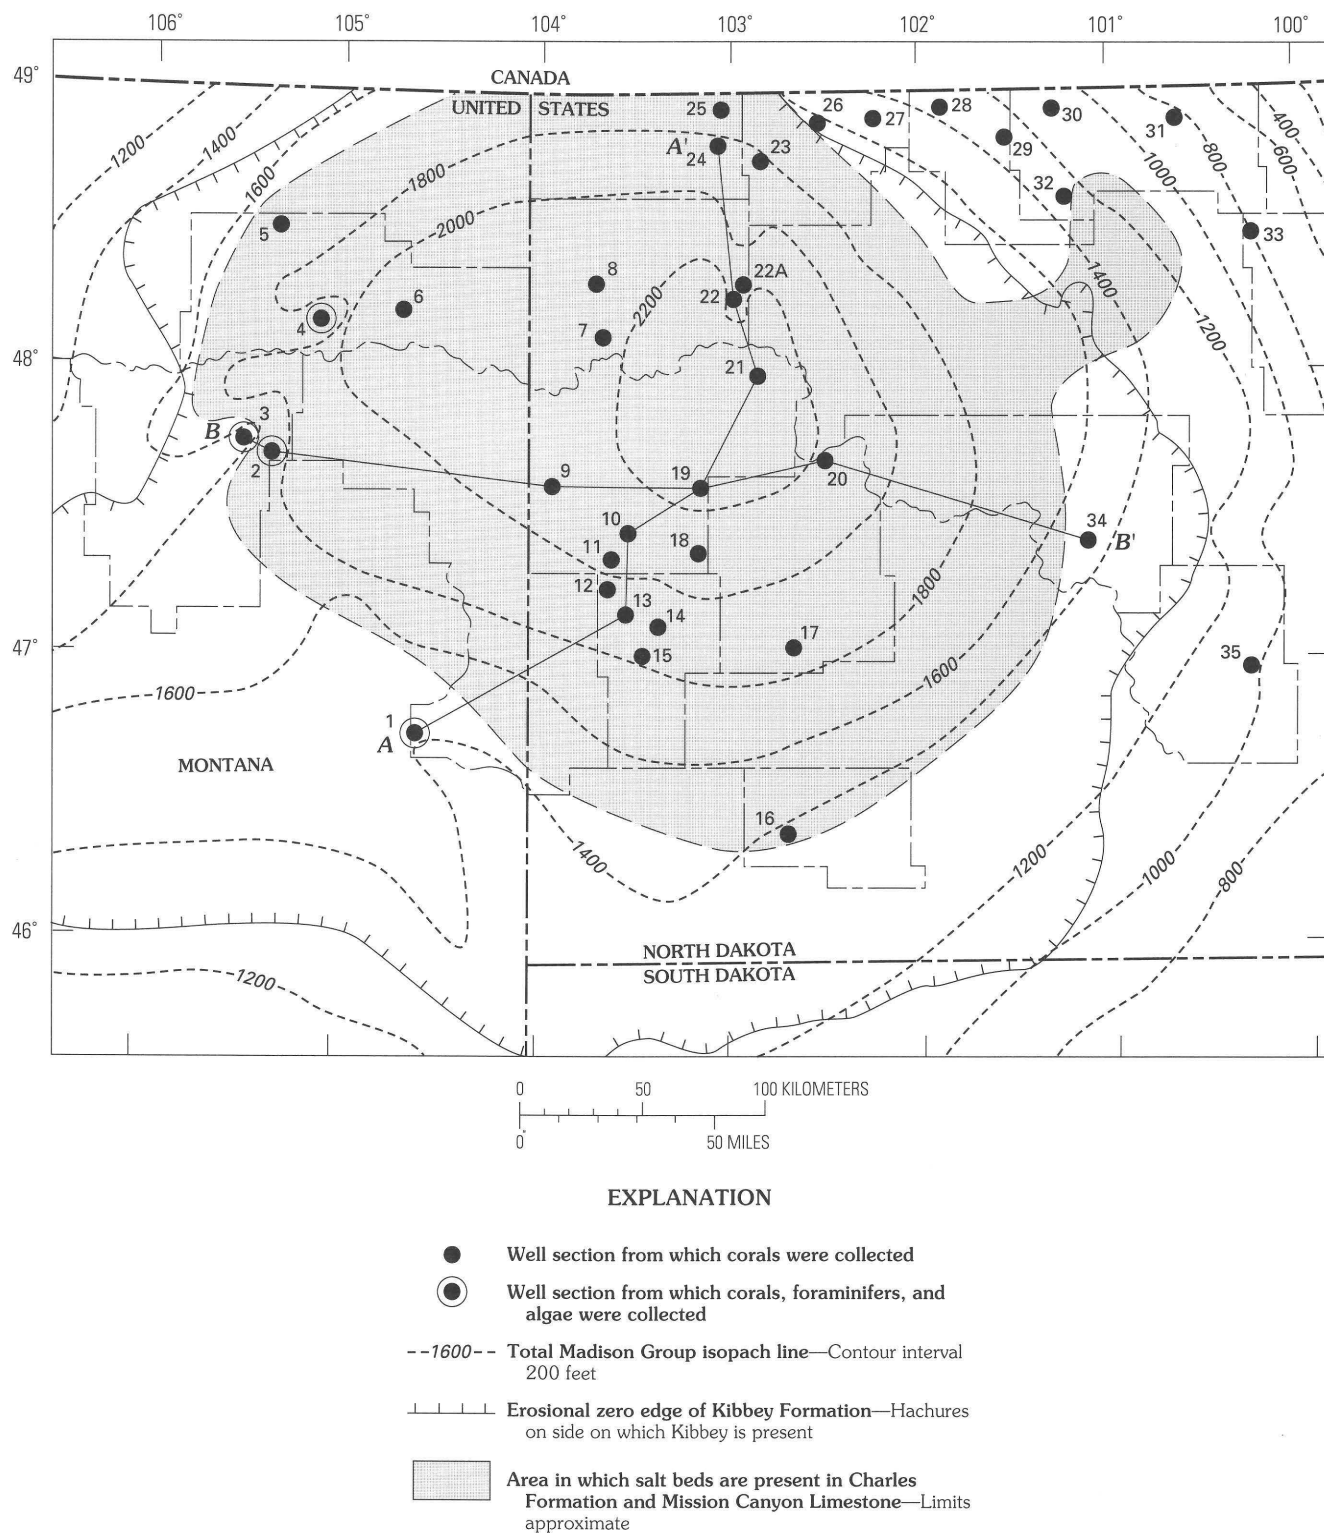 106° 105° 104° 103° 102° 101° 100°
49°
CANADA
UNITED STATES
25
26
27
28
30
31
400
600
800
1000
1200
1400
1600
A'
24
23
29
32
33
1800
2000
5
8
22A
22
6
4
2200
7
1400
1200
48°
21
3
B
2
9
19
20
10
34
B'
11
18
12
13
14
1800
47°
15
17
35
1600
1600
1
A
MONTANA
16
1400
1200
1000
800
46°
NORTH DAKOTA
SOUTH DAKOTA
1200
0 50 100 KILOMETERS
0 50 MILES
EXPLANATION
Well section from which corals were collected
Well section from which corals, foraminifers, and
algae were collected
--1600-- Total Madison Group isopach line—Contour interval
200 feet
Erosional zero edge of Kibbey Formation—Hachures
on side on which Kibbey is present
Area in which salt beds are present in Charles
Formation and Mission Canyon Limestone—Limits
approximate